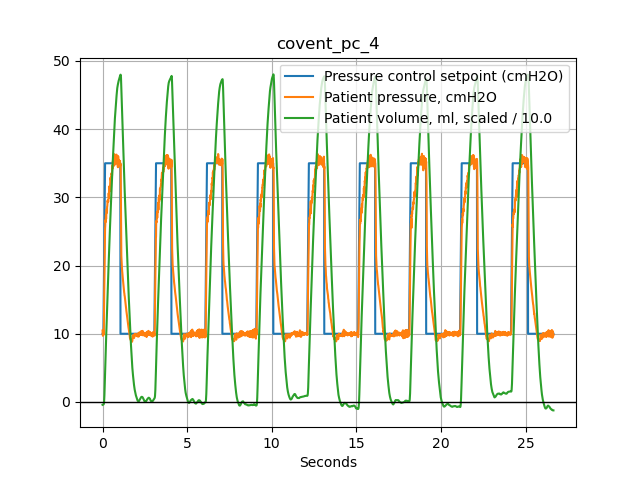 covent_pc_4
Pressure control setpoint (cmH2O)
Patient pressure, cmH2O
Patient volume, ml, scaled / 10.0
50
40
30
20
10
0
0 5 10 15 20 25
Seconds